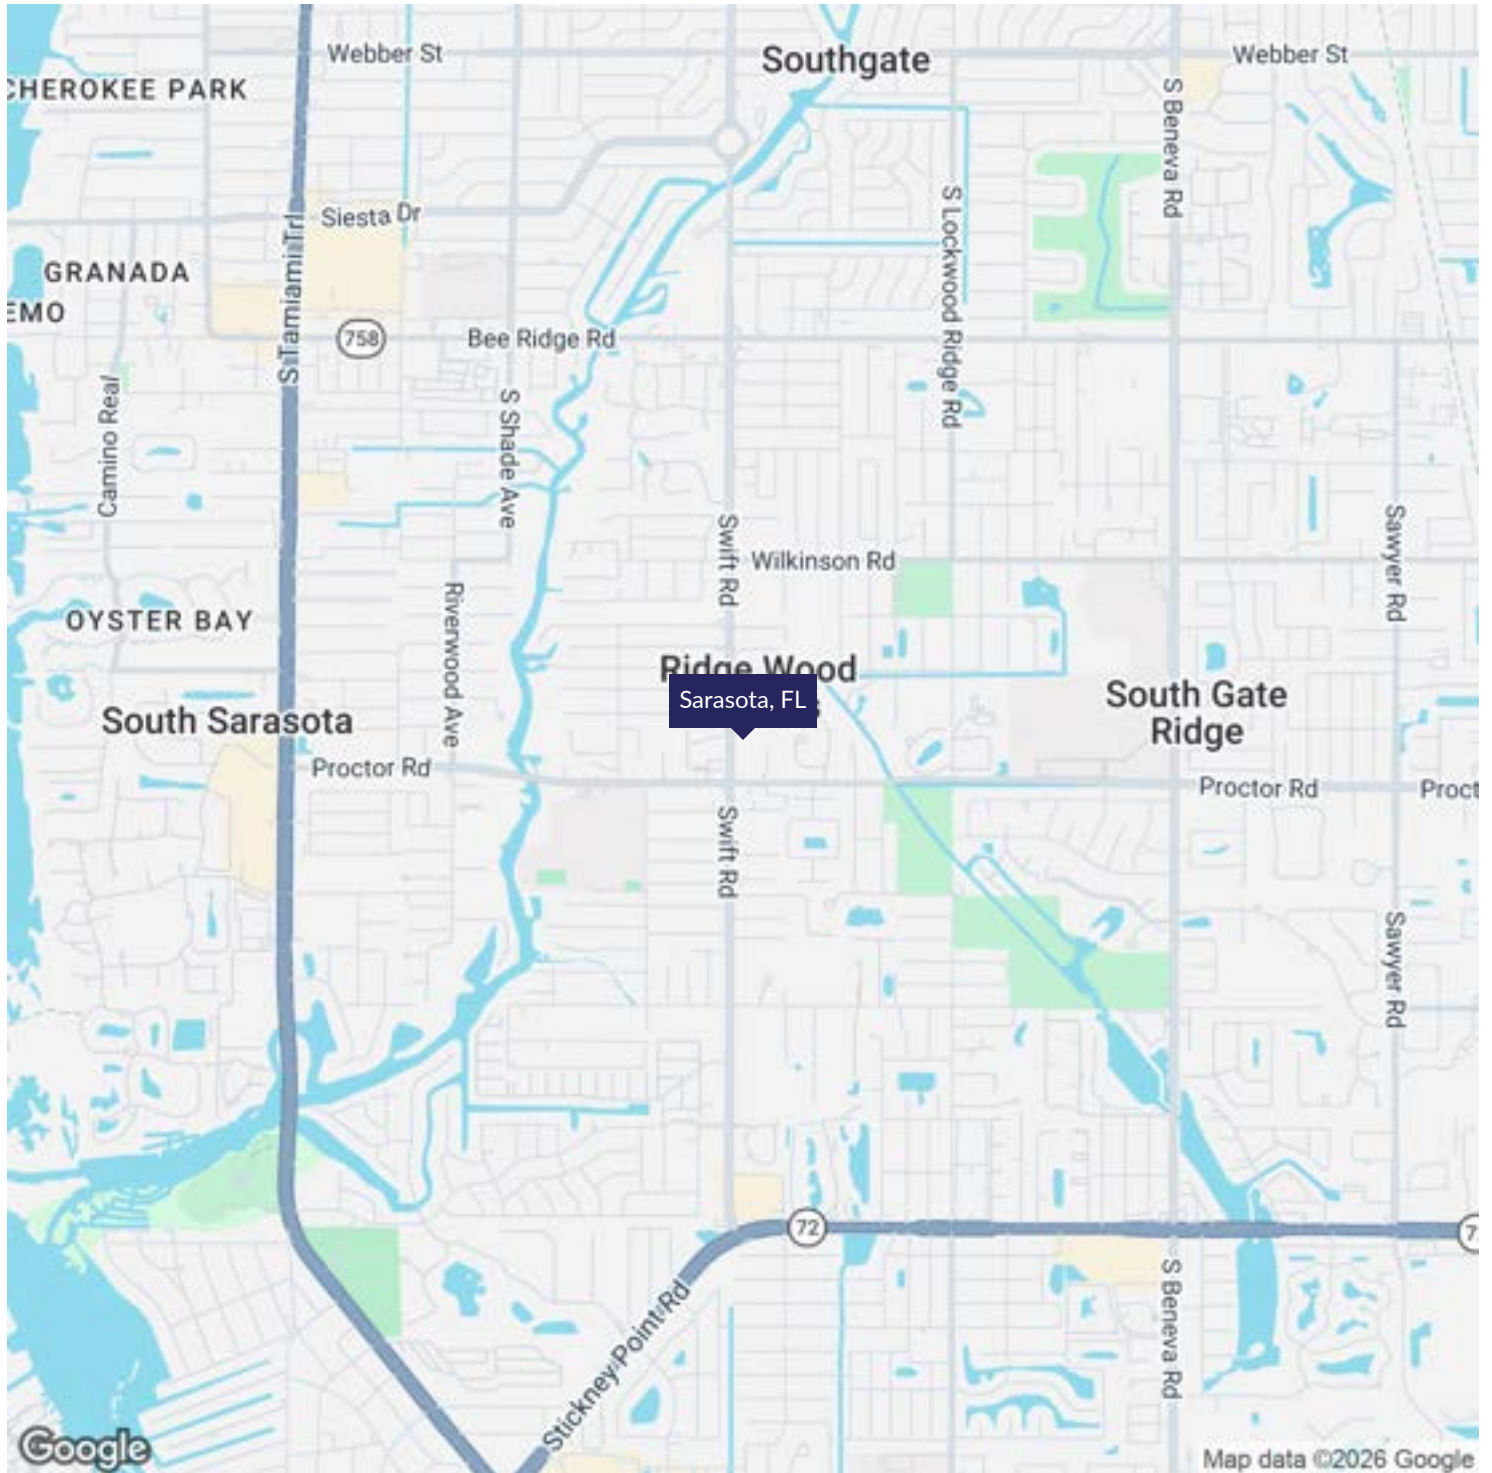 Webber St
Southgate
Webber St
CHEROKEE PARK
S Beneva Rd
Siesta Dr
S Lockwood Ridge Rd
S Tamiami Trl
GRANADA
EMO
758
Bee Ridge Rd
Camino Real
S Shade Ave
Swift Rd
Wilkinson Rd
Sawyer Rd
Riverwood Ave
OYSTER BAY
Ridge Wood
Sarasota, FL
s
South Gate
Ridge
South Sarasota
Proctor Rd
Proctor Rd
Proct
Swift Rd
Sawyer Rd
72
7
S Beneva Rd
Stickney Point Rd
Google
Map data ©2026 Google